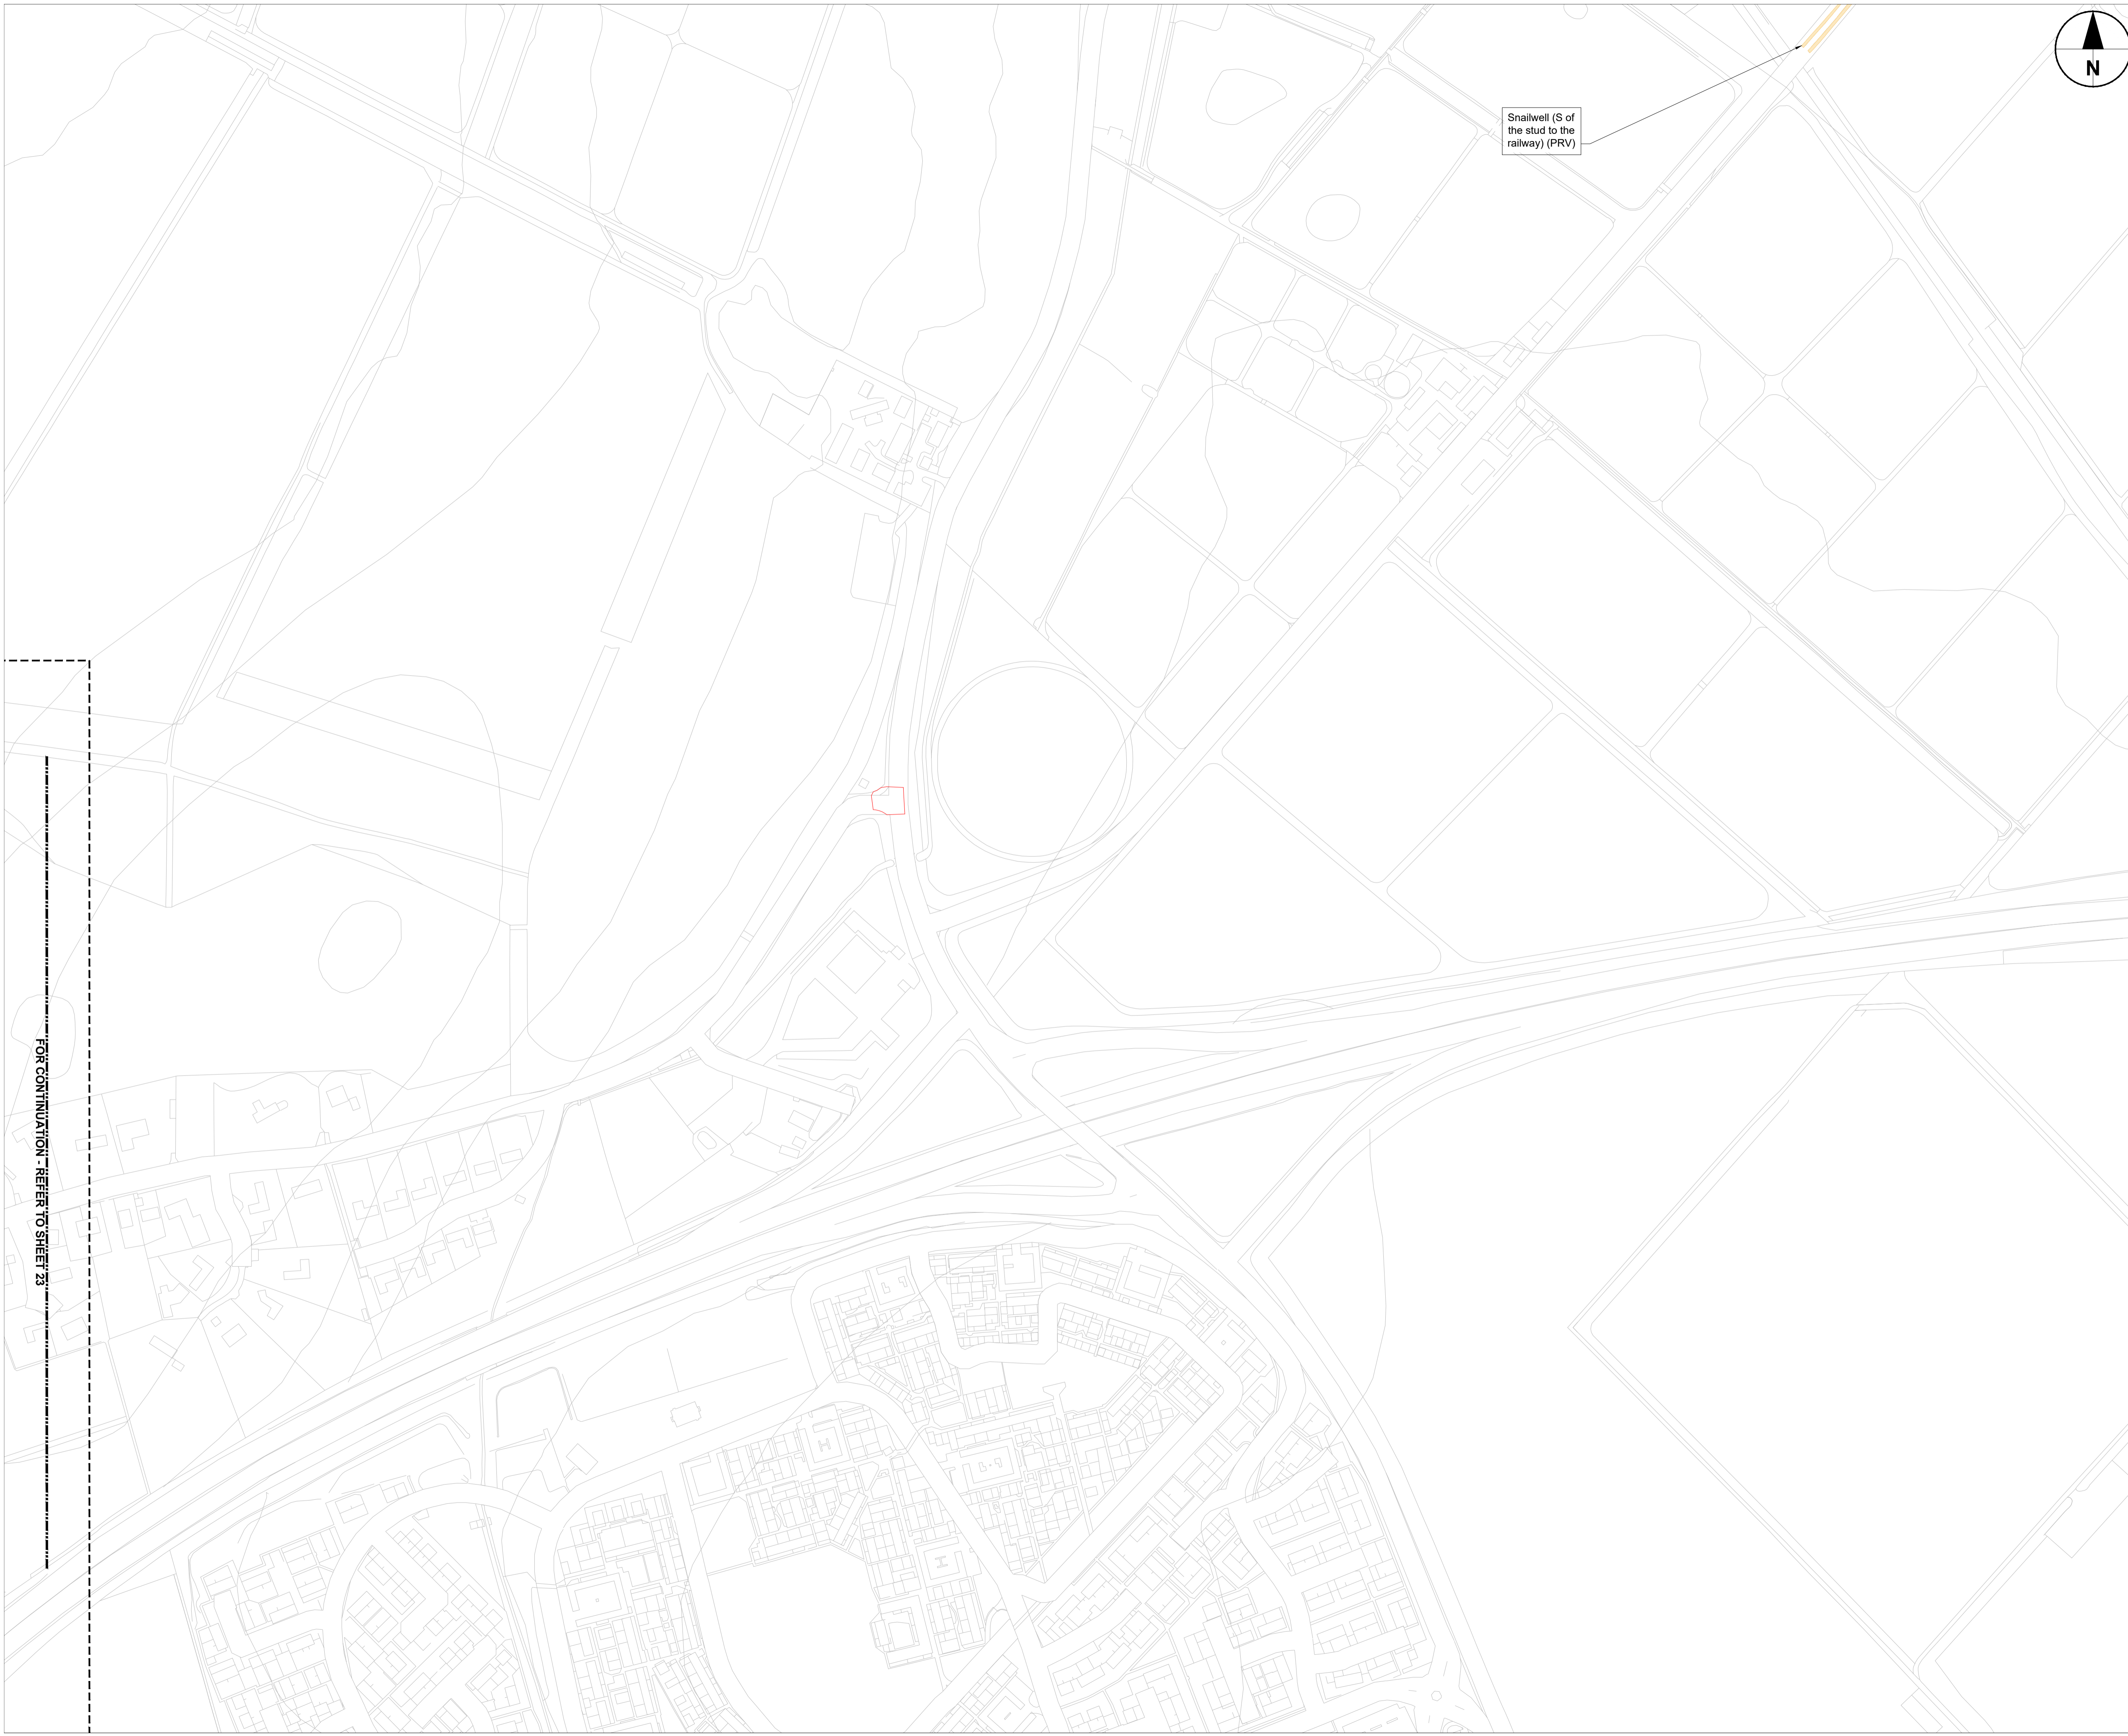 Snailwell (S of
the stud to the
railway) (PRV)
N
FOR CONTINUATION - REFER TO SHEET 23